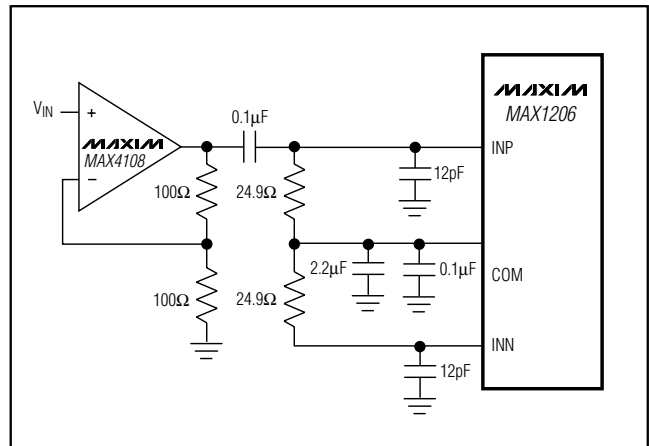 VIN
+
MAXIM
MAX4108
−
0.1µF
100Ω
100Ω
24.9Ω
24.9Ω
2.2µF
0.1µF
12pF
12pF
MAXIM
MAX1206
INP
COM
INN